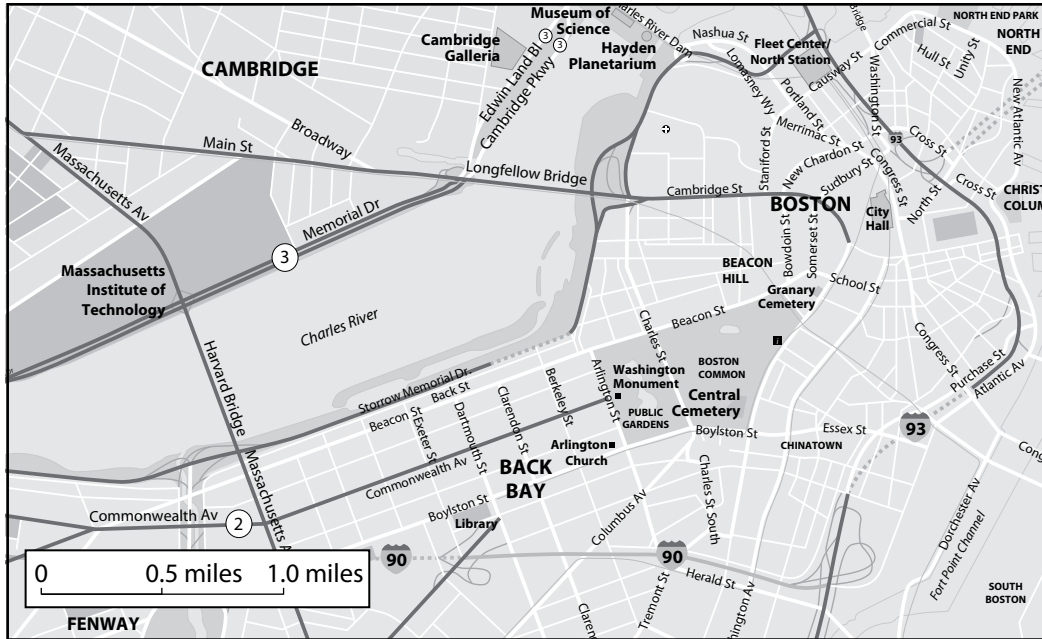 Museum of
Science
3
3
Cambridge
Galleria
Edwin Land Bl
Cambridge Pkwy
Hayden
Planetarium
Charles River Dam
Nashua St
Lomasney Wy
Fleet Center/
North Station
Bridge
Causway St
Portland St
Washington St
Commercial St
Hull St
Unity St
NORTH END PARK
NORTH
END
New Atlantic Av
CAMBRIDGE
Broadway
Main St
Massachusetts Av
Longfellow Bridge
Cambridge St
Staniford St
Merrimac St
New Chardon St
Sudbury St
93
Cross St
Congress St
North St
Cross St
CHRIST
COLUM
BOSTON
City
Hall
Memorial Dr
3
Massachusetts
Institute of
Technology
Charles River
BEACON
HILL
Bowdoin St
Somerset St
Granary
Cemetery
School St
Harvard Bridge
Beacon St
Charles St
Congress St
Purchase St
Atlantic Av
BOSTON
COMMON
Washington
Monument
Central
Cemetery
PUBLIC
GARDENS
Storrow Memorial Dr.
Back St
Beacon St
Exeter St
Dartmouth St
Clarendon St
Berkeley St
Arlington St
Arlington
Church
Boylston St
Essex St
CHINATOWN
93
Cong
BACK
BAY
Commonwealth Av
Boylston St
Library
Commonwealth Av
2
Massachusetts A
Columbus Av
Charles St South
Dorchester Av
Fort Point Channel
90
90
Herald St
Tremont St
hington Av
Claren
SOUTH
BOSTON
0
0.5 miles
1.0 miles
FENWAY